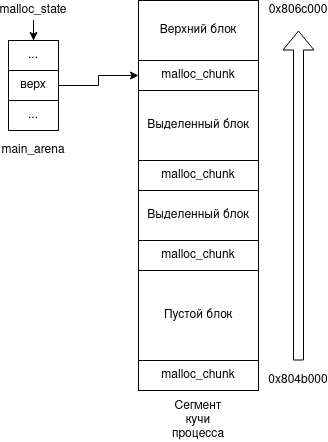 malloc_state
...
верх
...
main_arena
Верхний блок
malloc_chunk
Выделенный блок
malloc_chunk
Выделенный блок
malloc_chunk
Пустой блок
malloc_chunk
Сегмент
кучи
процесса
0x806c000
0x804b000